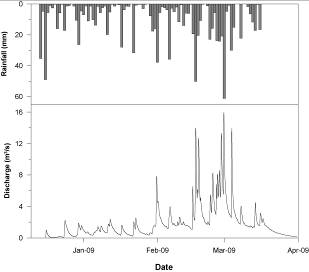 0
20
40
60
Rainfall (mm)
16
12
8
4
0
Discharge (m³/s)
Jan-09
Feb-09
Mar-09
Apr-09
Date